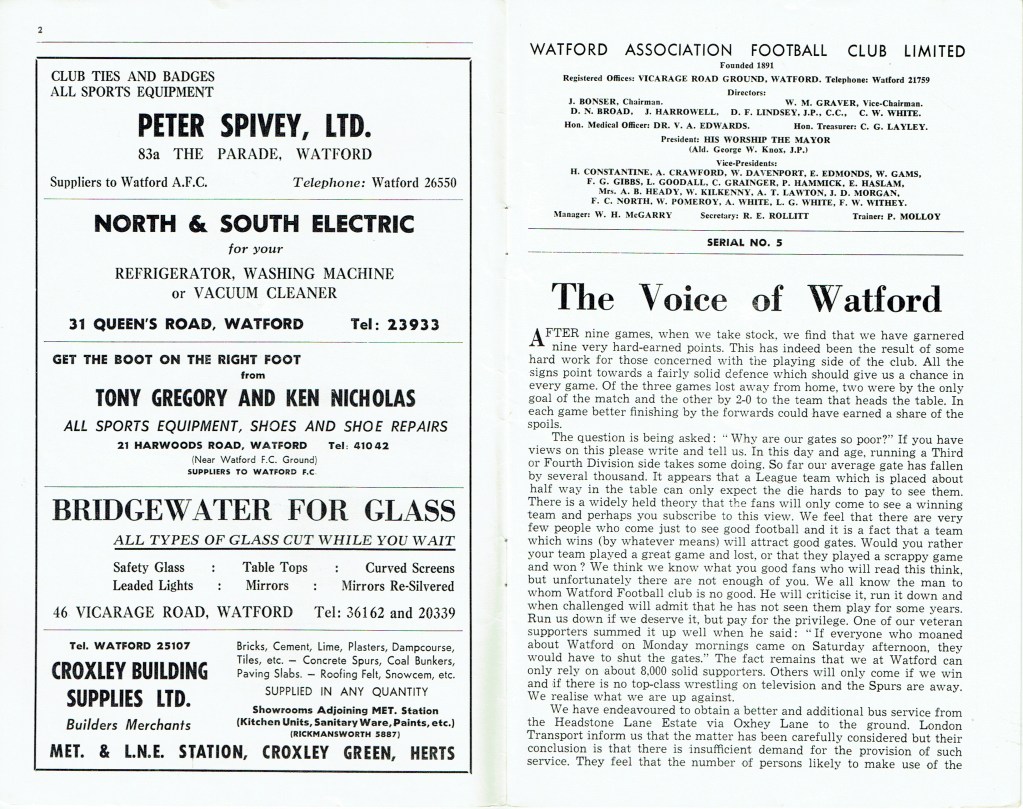 2
CLUB TIES AND BADGES
ALL SPORTS EQUIPMENT
PETER SPIVEY, LTD.
83a THE PARADE, WATFORD
Suppliers to Watford A.F.C. Telephone: Watford 26550
NORTH & SOUTH ELECTRIC
for your
REFRIGERATOR, WASHING MACHINE
or VACUUM CLEANER
31 QUEEN'S ROAD, WATFORD Tel: 23933
GET THE BOOT ON THE RIGHT FOOT
from
TONY GREGORY AND KEN NICHOLAS
ALL SPORTS EQUIPMENT, SHOES AND SHOE REPAIRS
21 HARWOODS ROAD, WATFORD Tel: 41042
(Near Watford F.C. Ground)
SUPPLIERS TO WATFORD F.C.
BRIDGEWATER FOR GLASS
ALL TYPES OF GLASS CUT WHILE YOU WAIT
Safety Glass : Table Tops : Curved Screens
Leaded Lights : Mirrors : Mirrors Re-Silvered
46 VICARAGE ROAD, WATFORD Tel: 36162 and 20339
Tel. WATFORD 25107
CROXLEY BUILDING
SUPPLIES LTD.
Builders Merchants
Bricks, Cement, Lime, Plasters, Dampcourse,
Tiles, etc. — Concrete Spurs, Coal Bunkers,
Paving Slabs. — Roofing Felt, Snowcem, etc.
SUPPLIED IN ANY QUANTITY
Showrooms Adjoining MET. Station
(Kitchen Units, Sanitary Ware, Paints, etc.)
(RICKMANSWORTH 5887)
MET. & L.N.E. STATION, CROXLEY GREEN, HERTS
WATFORD ASSOCIATION FOOTBALL CLUB LIMITED
Founded 1891
Registered Offices: VICARAGE ROAD GROUND, WATFORD. Telephone: Watford 21759
Directors:
J. BONSER, Chairman. W. M. GRAVER, Vice-Chairman.
D. N. BROAD, J. HARROWELL, D. F. LINDSEY, J.P., C.C., C. W. WHITE.
Hon. Medical Officer: DR. V. A. EDWARDS. Hon. Treasurer: C. G. LAYLEY.
President: HIS WORSHIP THE MAYOR
(Ald. George W. Knox, J.P.)
Vice-Presidents:
H. CONSTANTINE, A. CRAWFORD, W. DAVENPORT, E. EDMONDS, W. GAMS,
F. G. GIBBS, L. GOODALL, C. GRAINGER, P. HAMMICK, E. HASLAM,
Mrs. A. B. HEADY, W. KILKENNY, A. T. LAWTON, J. D. MORGAN,
F. C. NORTH, W. POMEROY, A. WHITE, L. G. WHITE, F. W. WITHEY.
Manager: W. H. McGARRY Secretary: R. E. ROLLITT Trainer: P. MOLLOY
SERIAL NO. 5
The Voice of Watford
AFTER nine games, when we take stock, we find that we have garnered
nine very hard-earned points. This has indeed been the result of some
hard work for those concerned with the playing side of the club. All the
signs point towards a fairly solid defence which should give us a chance in
every game. Of the three games lost away from home, two were by the only
goal of the match and the other by 2-0 to the team that heads the table. In
each game better finishing by the forwards could have earned a share of the
spoils.
The question is being asked: "Why are our gates so poor?" If you have
views on this please write and tell us. In this day and age, running a Third
or Fourth Division side takes some doing. So far our average gate has fallen
by several thousand. It appears that a League team which is placed about
half way in the table can only expect the die hards to pay to see them.
There is a widely held theory that the fans will only come to see a winning
team and perhaps you subscribe to this view. We feel that there are very
few people who come just to see good football and it is a fact that a team
which wins (by whatever means) will attract good gates. Would you rather
your team played a great game and lost, or that they played a scrappy game
and won? We think we know what you good fans who will read this think,
but unfortunately there are not enough of you. We all know the man to
whom Watford Football club is no good. He will criticise it, run it down and
when challenged will admit that he has not seen them play for some years.
Run us down if we deserve it, but pay for the privilege. One of our veteran
supporters summed it up well when he said: "If everyone who moaned
about Watford on Monday mornings came on Saturday afternoon, they
would have to shut the gates." The fact remains that we at Watford can
only rely on about 8,000 solid supporters. Others will only come if we win
and if there is no top-class wrestling on television and the Spurs are away.
We realise what we are up against.
We have endeavoured to obtain a better and additional bus service from
the Headstone Lane Estate via Oxhey Lane to the ground. London
Transport inform us that the matter has been carefully considered but their
conclusion is that there is insufficient demand for the provision of such
service. They feel that the number of persons likely to make use of the